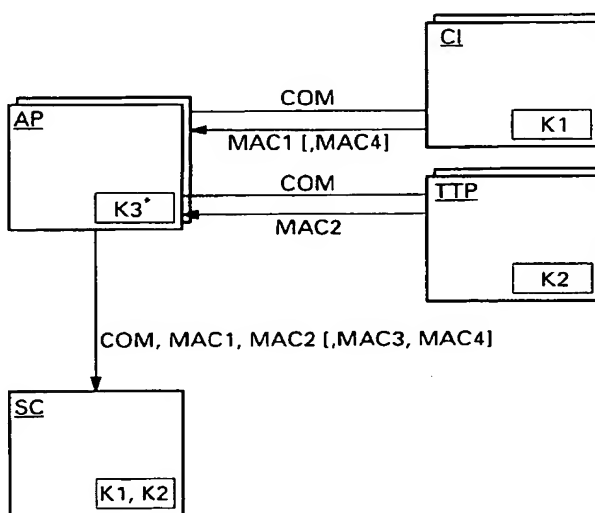 CI
COM
AP
K1
MAC1 [,MAC4]
COM
TTP
K3*
MAC2
K2
COM, MAC1, MAC2 [,MAC3, MAC4]
SC
K1, K2